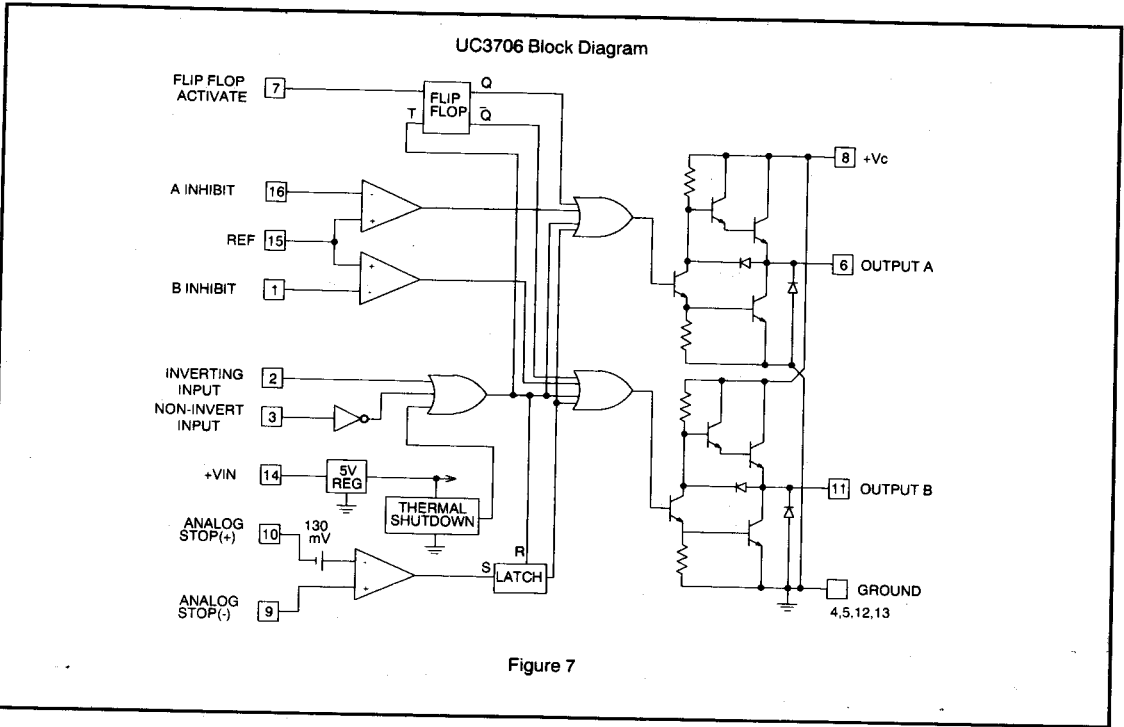 UC3706 Block Diagram
FLIP FLOP
ACTIVATE
7
T
FLIP
FLOP
Q
Q̅
8 +Vc
A INHIBIT 16
-
+
REF 15
6 OUTPUT A
+
-
B INHIBIT 1
INVERTING
INPUT
2
NON-INVERT
INPUT
3
+VIN 14
5V
REG
11 OUTPUT B
THERMAL
SHUTDOWN
ANALOG
STOP(+)
10
130
mV
-
+
R
S
LATCH
GROUND
4,5,12,13
ANALOG
STOP(-)
9
Figure 7